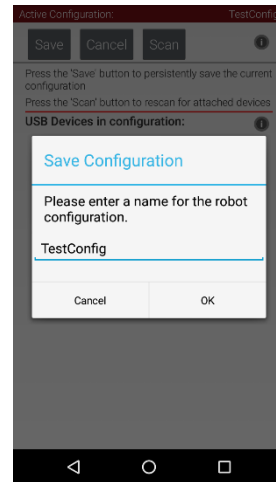 Active Configuration: TestConfig
Save Cancel Scan
Press the 'Save' button to persistently save the current
configuration
Press the 'Scan' button to rescan for attached devices
USB Devices in configuration:
Save Configuration
Please enter a name for the robot
configuration.
TestConfig
Cancel OK